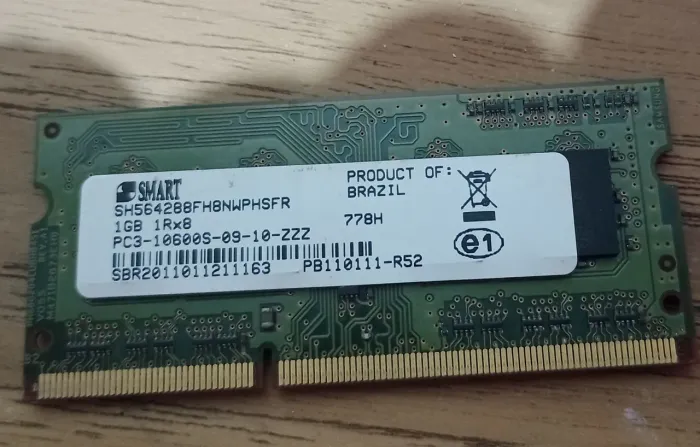 SMART
SH564288FH8NWPHSFR
1GB 1Rx8
PC3-10600S-09-10-ZZZ
SBR2011011211163
PRODUCT OF:
BRAZIL
778H
e1
PB110111-R52